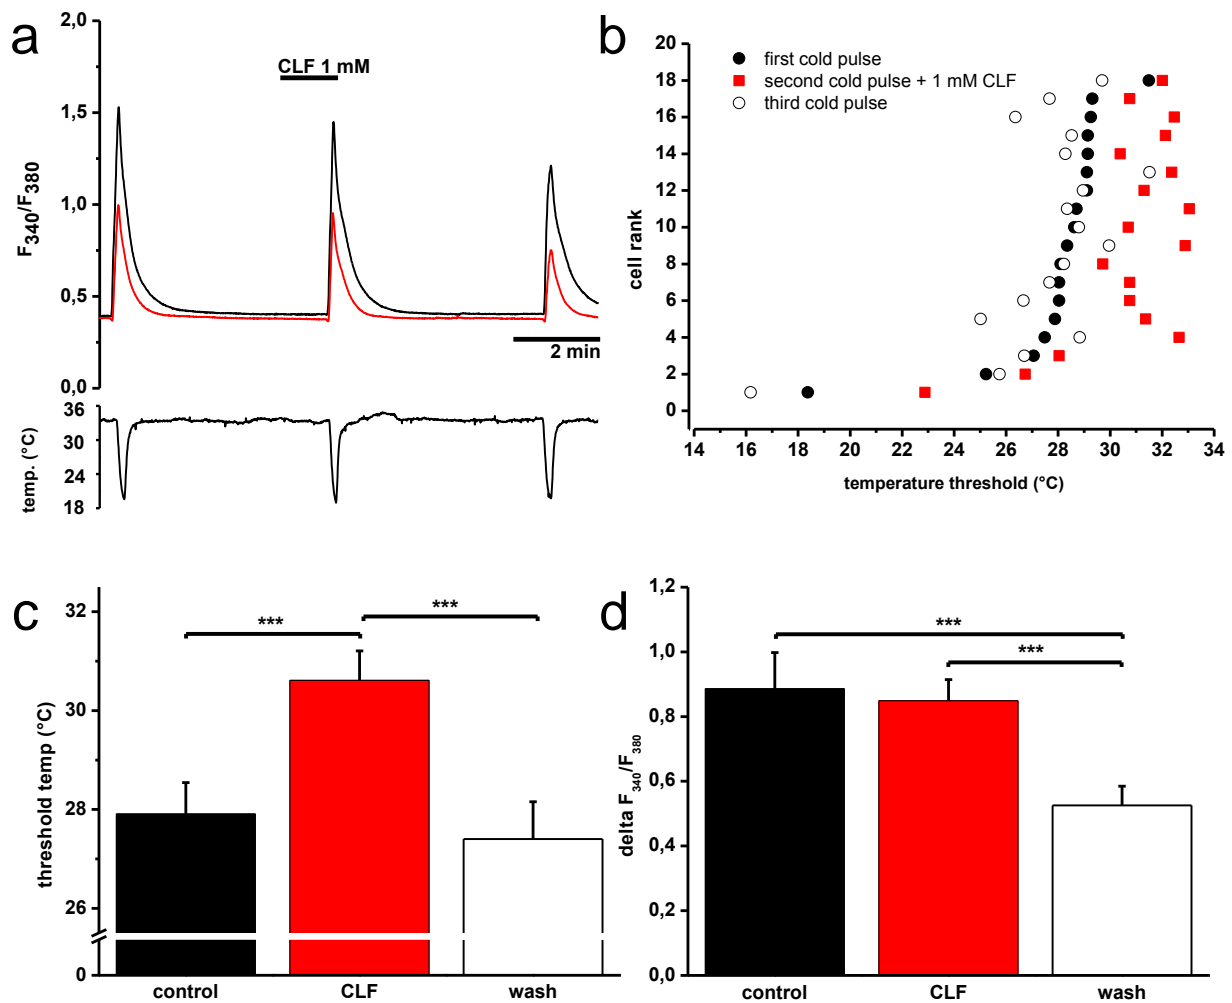 a
2,0
1,5
1,0
0,5
0,0
F340/F380
CLF 1 mM
2 min
36
30
24
18
temp. (°C)
b
20
18
16
14
12
10
8
6
4
2
0
cell rank
first cold pulse
second cold pulse + 1 mM CLF
third cold pulse
14 16 18 20 22 24 26 28 30 32 34
temperature threshold (°C)
c
32
30
28
26
0
threshold temp (°C)
***
***
control CLF wash
d
1,2
1,0
0,8
0,6
0,4
0,2
0,0
delta F340/F380
***
***
control CLF wash